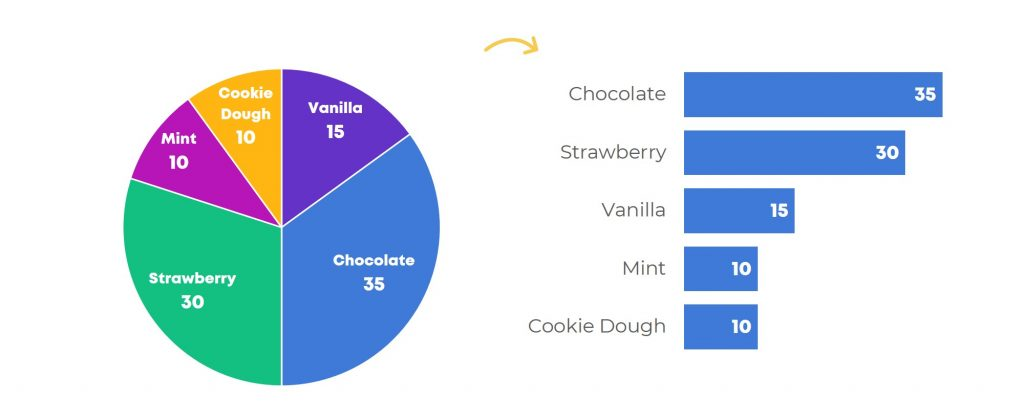 Cookie
Dough
10
Vanilla
15
Mint
10
Chocolate
35
Strawberry
30
Chocolate 35
Strawberry 30
Vanilla 15
Mint 10
Cookie Dough 10